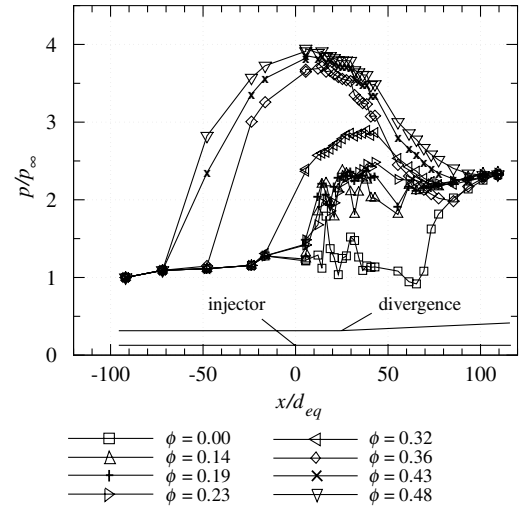 p/p∞
4
3
2
1
0
injector
divergence
-100 -50 0 50 100
x/d_eq
ϕ = 0.00 ϕ = 0.32
ϕ = 0.14 ϕ = 0.36
ϕ = 0.19 ϕ = 0.43
ϕ = 0.23 ϕ = 0.48